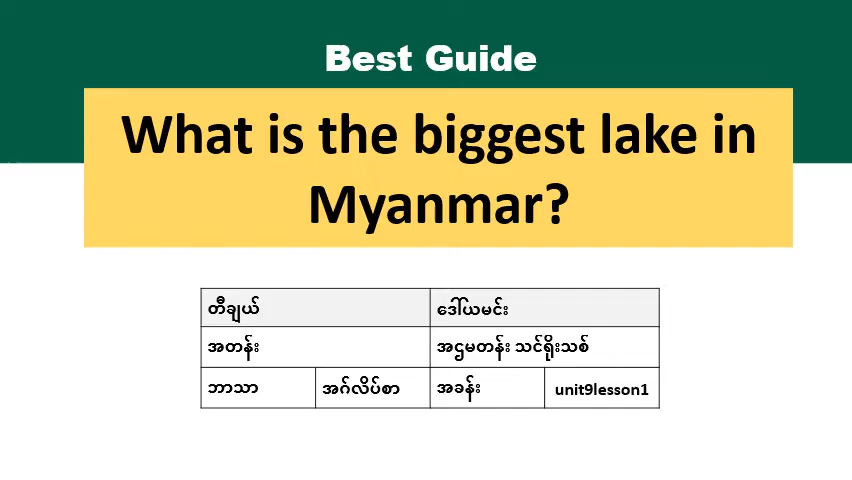 Best Guide
What is the biggest lake in
Myanmar?
တီချယ် ဒေါ်ယမင်း
အတန်း အဌမတန်း သင်ရိုးသစ်
ဘာသာ အင်္ဂလိပ်စာ အခန်း unit9lesson1